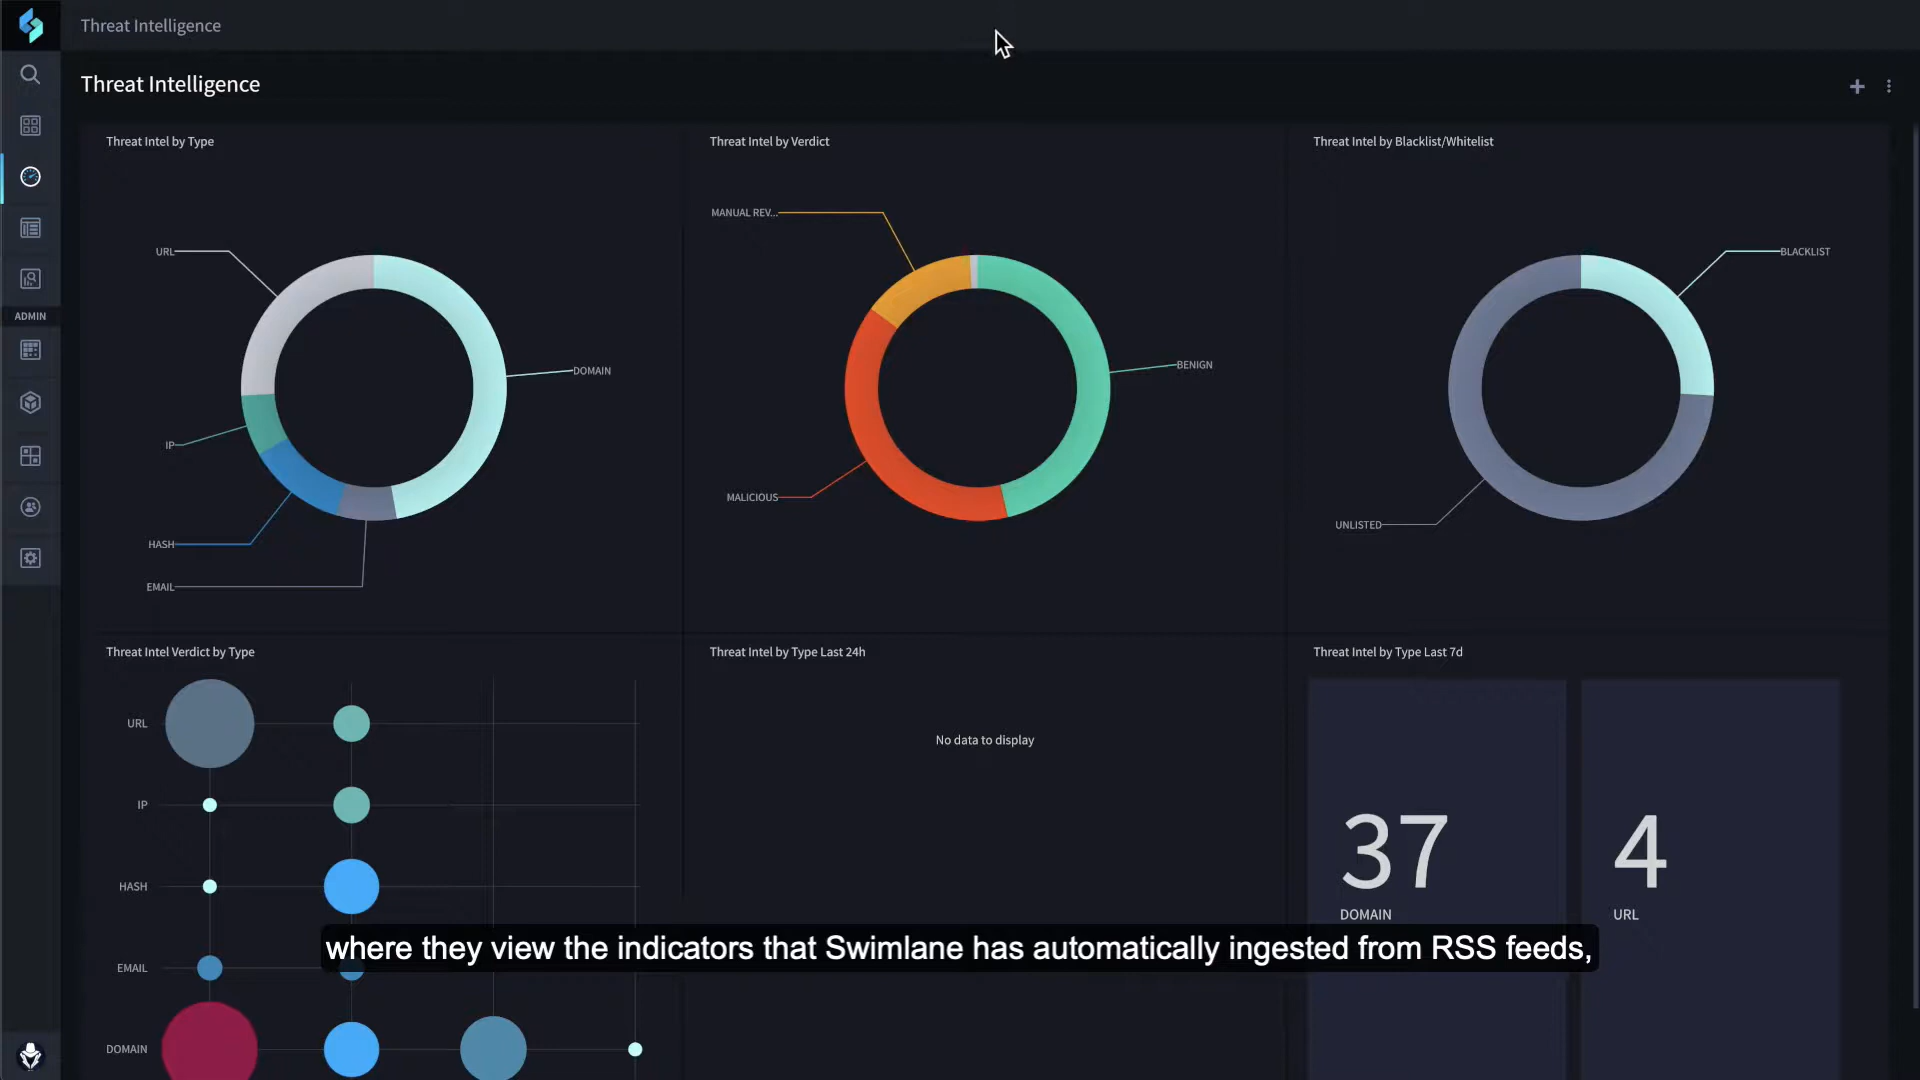 Threat Intelligence
Threat Intelligence
ADMIN
Threat Intel by Type
URL
DOMAIN
IP
HASH
EMAIL
Threat Intel by Verdict
MANUAL REV...
BENIGN
MALICIOUS
Threat Intel by Blacklist/Whitelist
BLACKLIST
UNLISTED
Threat Intel Verdict by Type
URL
IP
HASH
EMAIL
DOMAIN
Threat Intel by Type Last 24h
No data to display
Threat Intel by Type Last 7d
37
DOMAIN
4
URL
where they view the indicators that Swimlane has automatically ingested from RSS feeds,